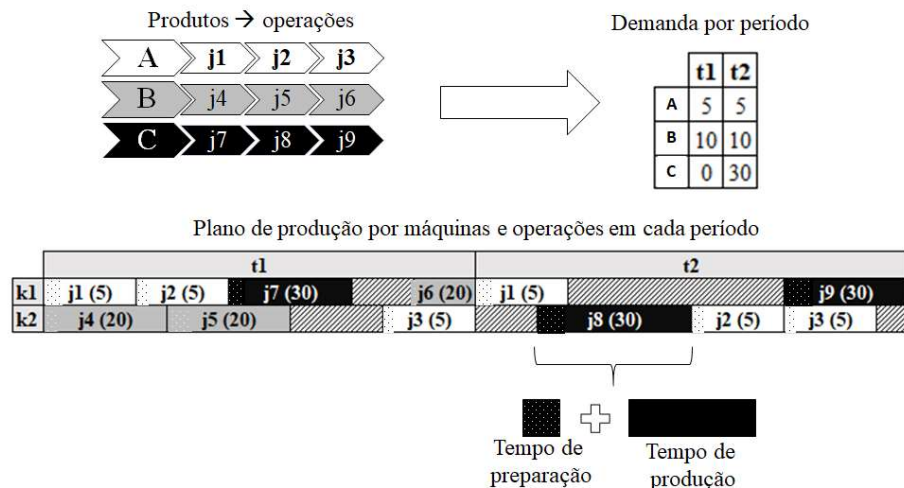 Produtos → operações
A j1 j2 j3
B j4 j5 j6
C j7 j8 j9
Demanda por período
t1 t2
A 5 5
B 10 10
C 0 30
Plano de produção por máquinas e operações em cada período
t1 t2
k1 j1 (5) j2 (5) j7 (30) j6 (20) j1 (5) j9 (30)
k2 j4 (20) j5 (20) j3 (5) j8 (30) j2 (5) j3 (5)
Tempo de
preparação
Tempo de
produção